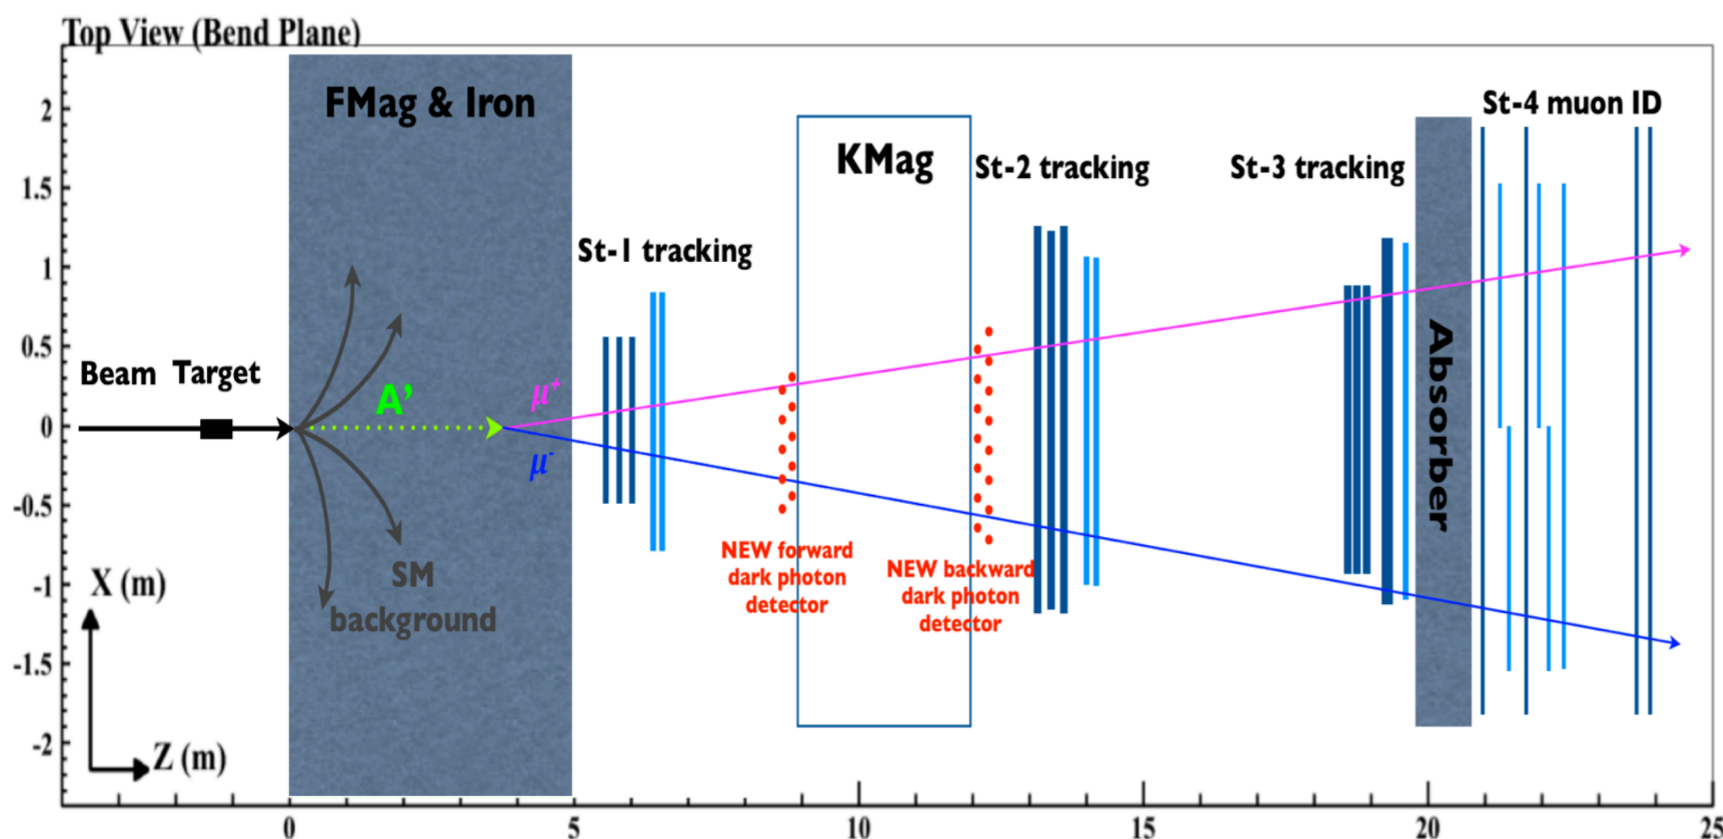 Top View (Bend Plane)
FMag & Iron
St-4 muon ID
KMag
St-2 tracking
St-3 tracking
St-1 tracking
Beam Target
A’
μ+
μ-
Absorber
NEW forward
dark photon
detector
NEW backward
dark photon
detector
SM
background
X (m)
Z (m)
2
1.5
1
0.5
0
-0.5
-1
-1.5
-2
0 5 10 15 20 25